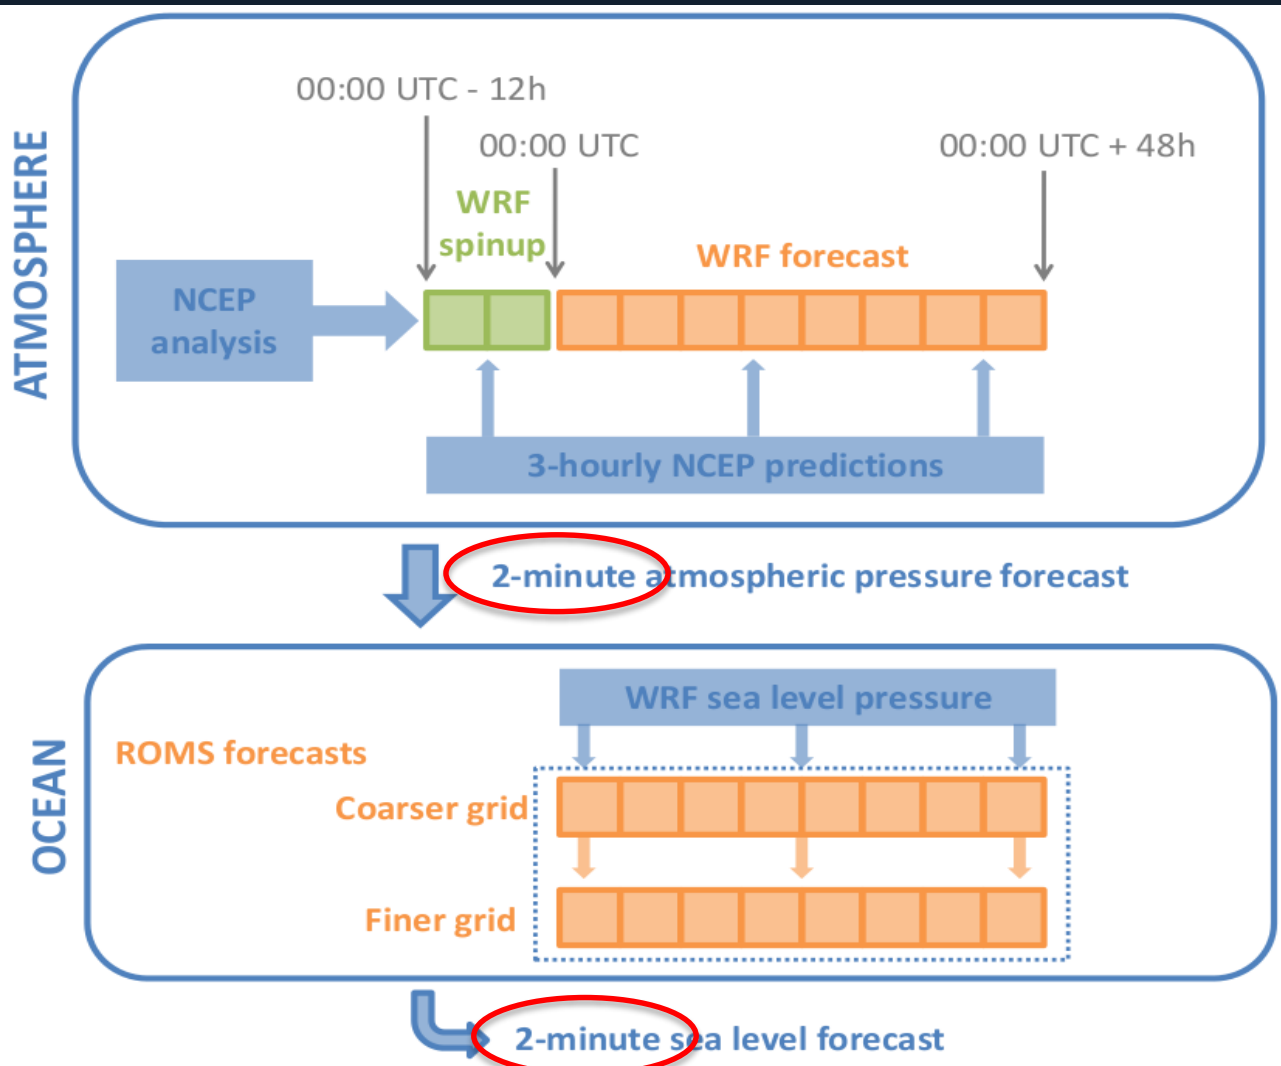 ATMOSPHERE
00:00 UTC - 12h
00:00 UTC
00:00 UTC + 48h
WRF
spinup
WRF forecast
NCEP
analysis
3-hourly NCEP predictions
2-minute atmospheric pressure forecast
OCEAN
WRF sea level pressure
ROMS forecasts
Coarser grid
Finer grid
2-minute sea level forecast